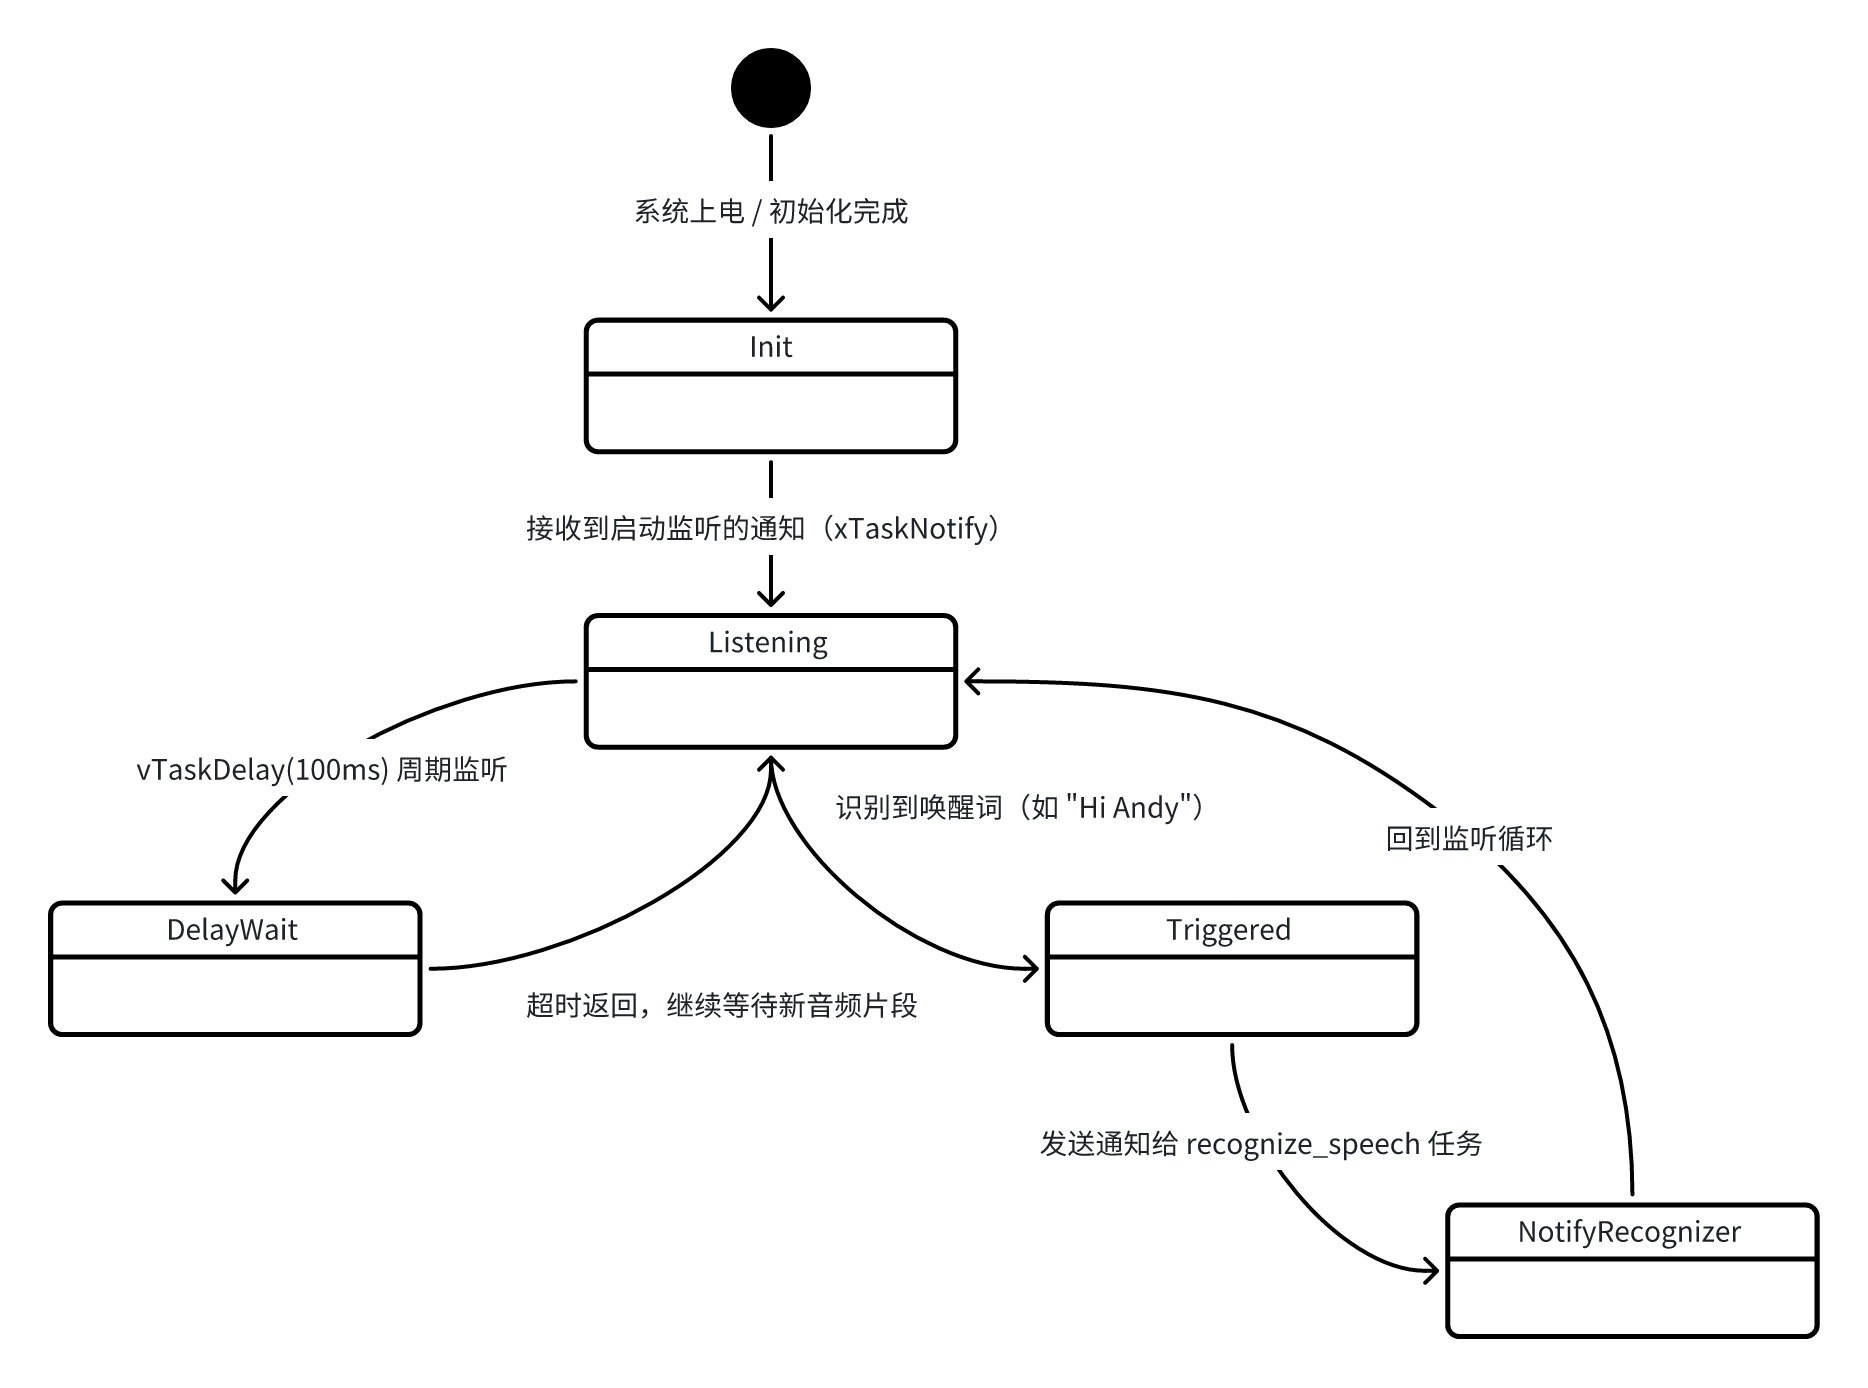 系统上电 / 初始化完成
Init
接收到启动监听的通知（xTaskNotify）
Listening
vTaskDelay(100ms) 周期监听
识别到唤醒词（如 "Hi Andy"）
回到监听循环
DelayWait
Triggered
超时返回，继续等待新音频片段
发送通知给 recognize_speech 任务
NotifyRecognizer